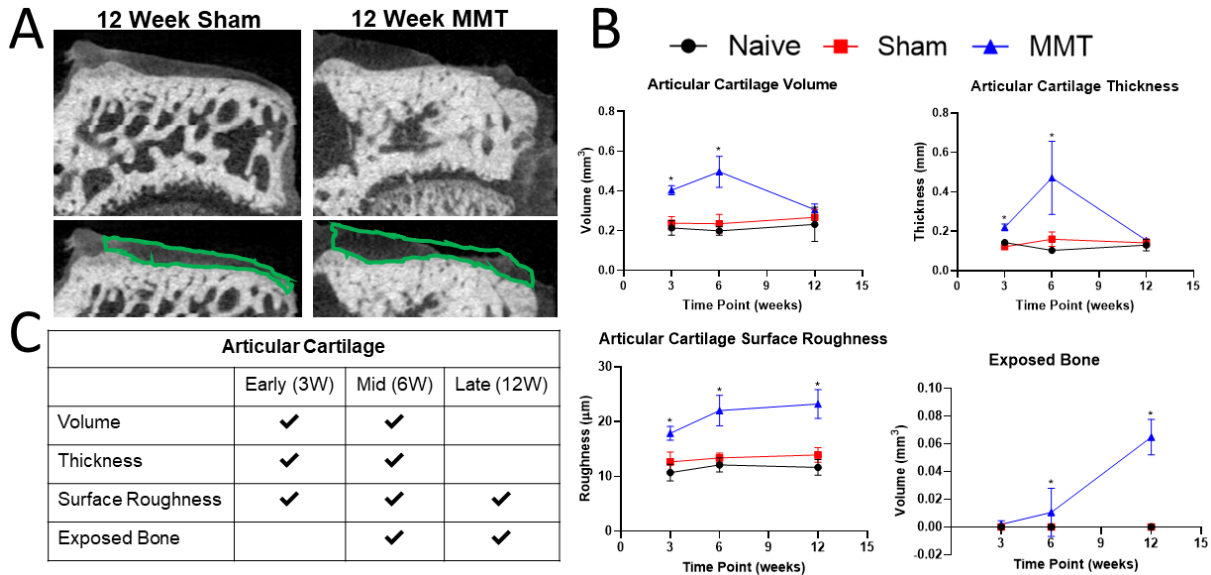 A
12 Week Sham
12 Week MMT
B
Naive
Sham
MMT
Articular Cartilage Volume
0.8
0.6
0.4
0.2
0.0
Volume (mm3)
*
*
0 3 6 9 12 15
Time Point (weeks)
Articular Cartilage Thickness
0.8
0.6
0.4
0.2
0.0
Thickness (mm)
*
*
0 3 6 9 12 15
Time Point (weeks)
C
Articular Cartilage
Early (3W) Mid (6W) Late (12W)
Volume ✓ ✓
Thickness ✓ ✓
Surface Roughness ✓ ✓ ✓
Exposed Bone ✓ ✓
Articular Cartilage Surface Roughness
30
20
10
0
Roughness (μm)
*
*
*
0 3 6 9 12 15
Time Point (weeks)
Exposed Bone
0.10
0.08
0.06
0.04
0.02
0.00
-0.02
Volume (mm3)
*
*
3 6 9 12 15
Time Point (weeks)